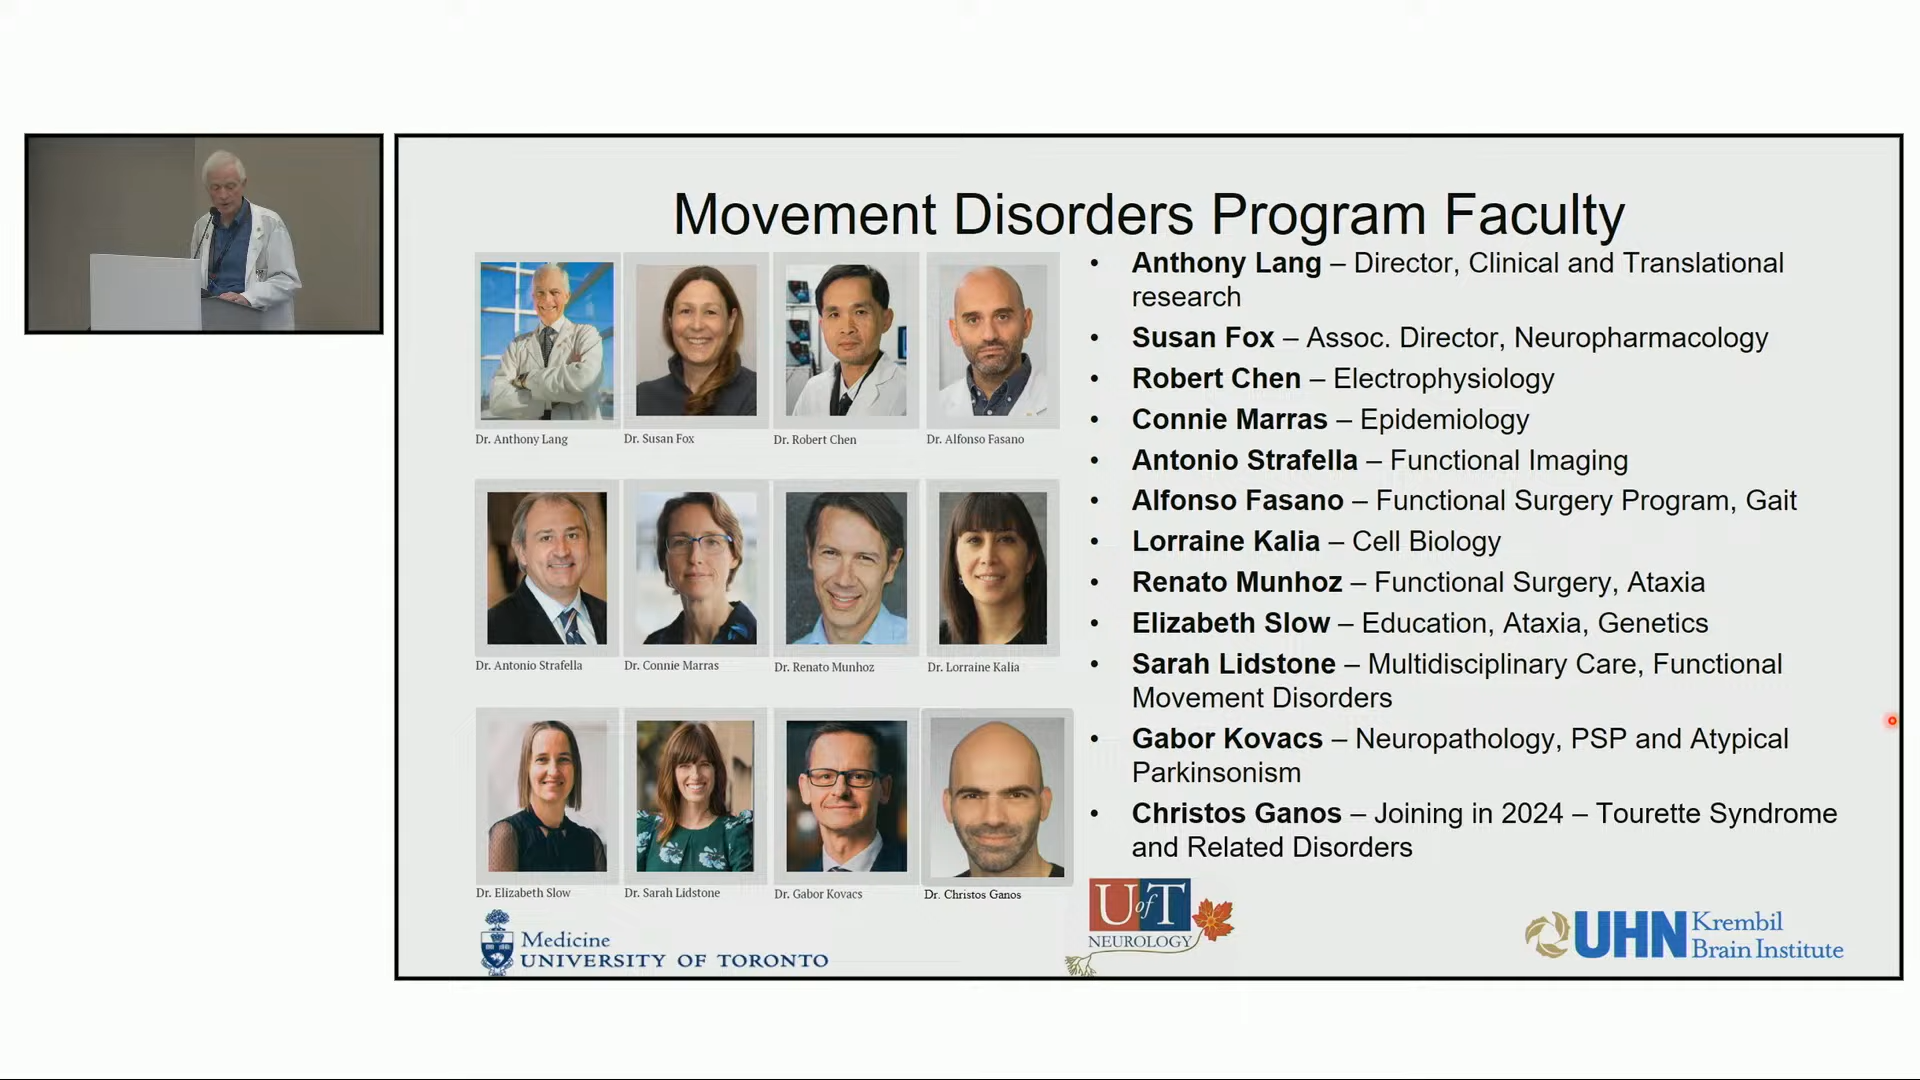 Movement Disorders Program Faculty
Dr. Anthony Lang
Dr. Susan Fox
Dr. Robert Chen
Dr. Alfonso Fasano
Dr. Antonio Strafella
Dr. Connie Marras
Dr. Renato Munhoz
Dr. Lorraine Kalia
Dr. Elizabeth Slow
Dr. Sarah Lidstone
Dr. Gabor Kovacs
Dr. Christos Ganos
• Anthony Lang – Director, Clinical and Translational
research
• Susan Fox – Assoc. Director, Neuropharmacology
• Robert Chen – Electrophysiology
• Connie Marras – Epidemiology
• Antonio Strafella – Functional Imaging
• Alfonso Fasano – Functional Surgery Program, Gait
• Lorraine Kalia – Cell Biology
• Renato Munhoz – Functional Surgery, Ataxia
• Elizabeth Slow – Education, Ataxia, Genetics
• Sarah Lidstone – Multidisciplinary Care, Functional
Movement Disorders
• Gabor Kovacs – Neuropathology, PSP and Atypical
Parkinsonism
• Christos Ganos – Joining in 2024 – Tourette Syndrome
and Related Disorders
Medicine
UNIVERSITY OF TORONTO
UofT
NEUROLOGY
UHN Krembil
Brain Institute